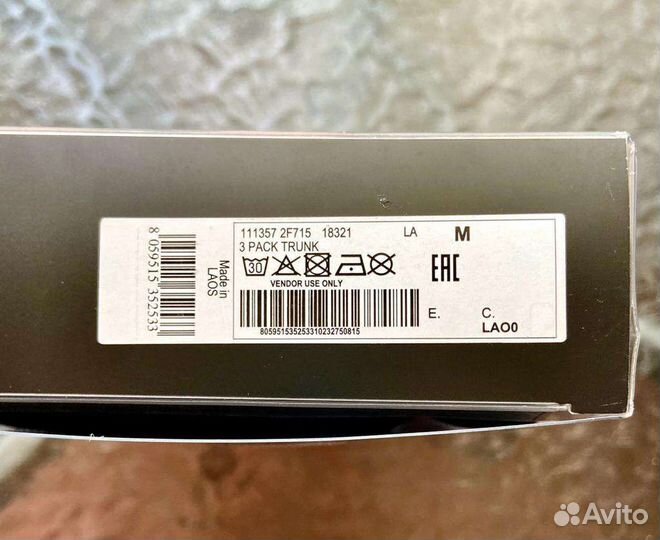 8 059515 352533
Made in
LAOS
111357 2F715 18321 LA M
3 PACK TRUNK
30
EAC
VENDOR USE ONLY
805951535253310232750815
E. C.
LAO0
Avito